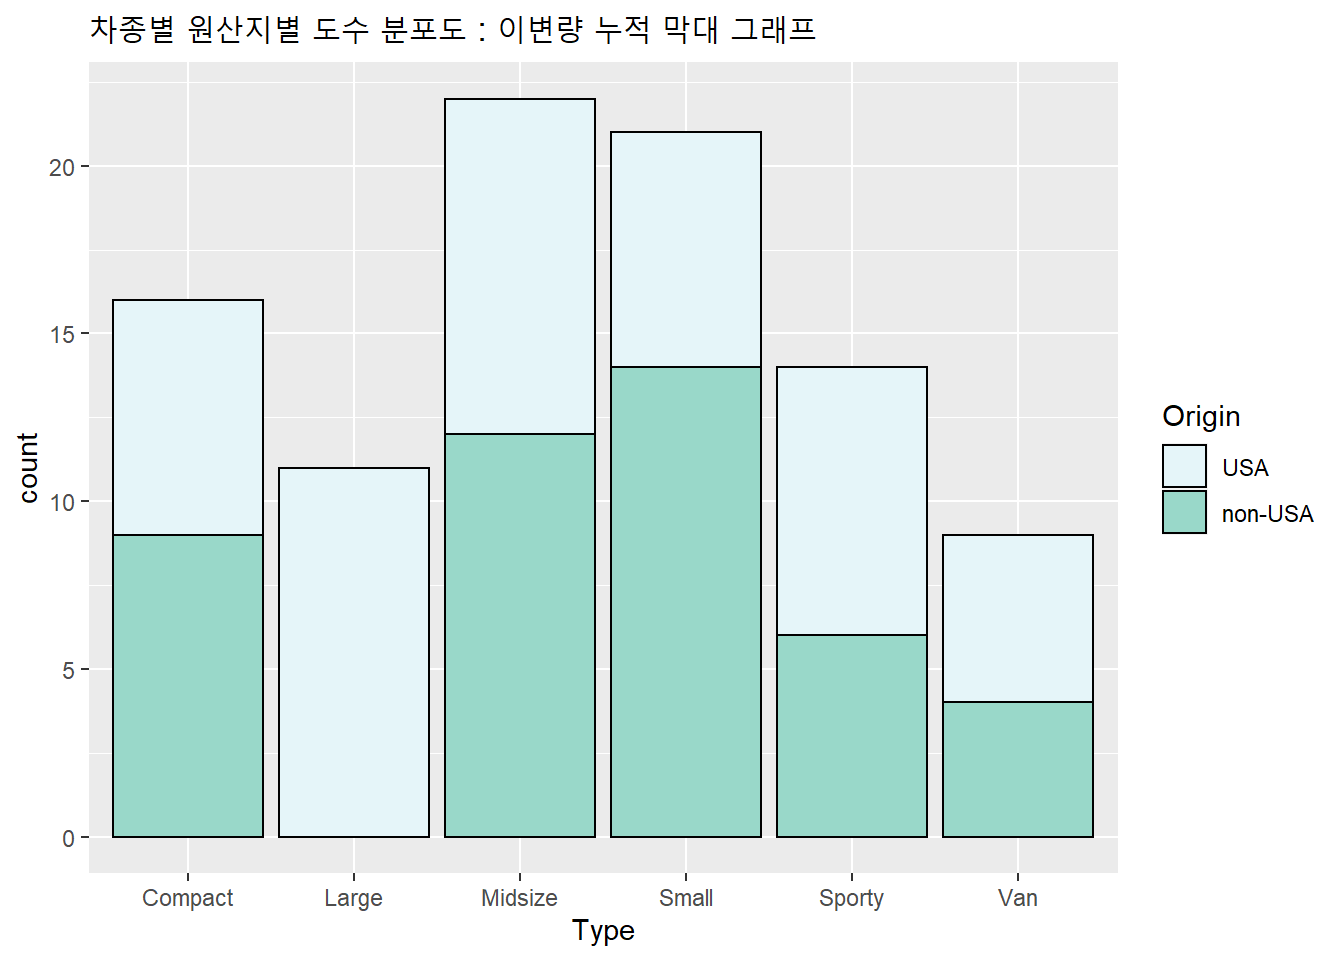 차종별 원산지별 도수 분포도 : 이변량 누적 막대 그래프
count
20
15
10
5
0
Compact Large Midsize Small Sporty Van
Type
Origin
USA
non-USA